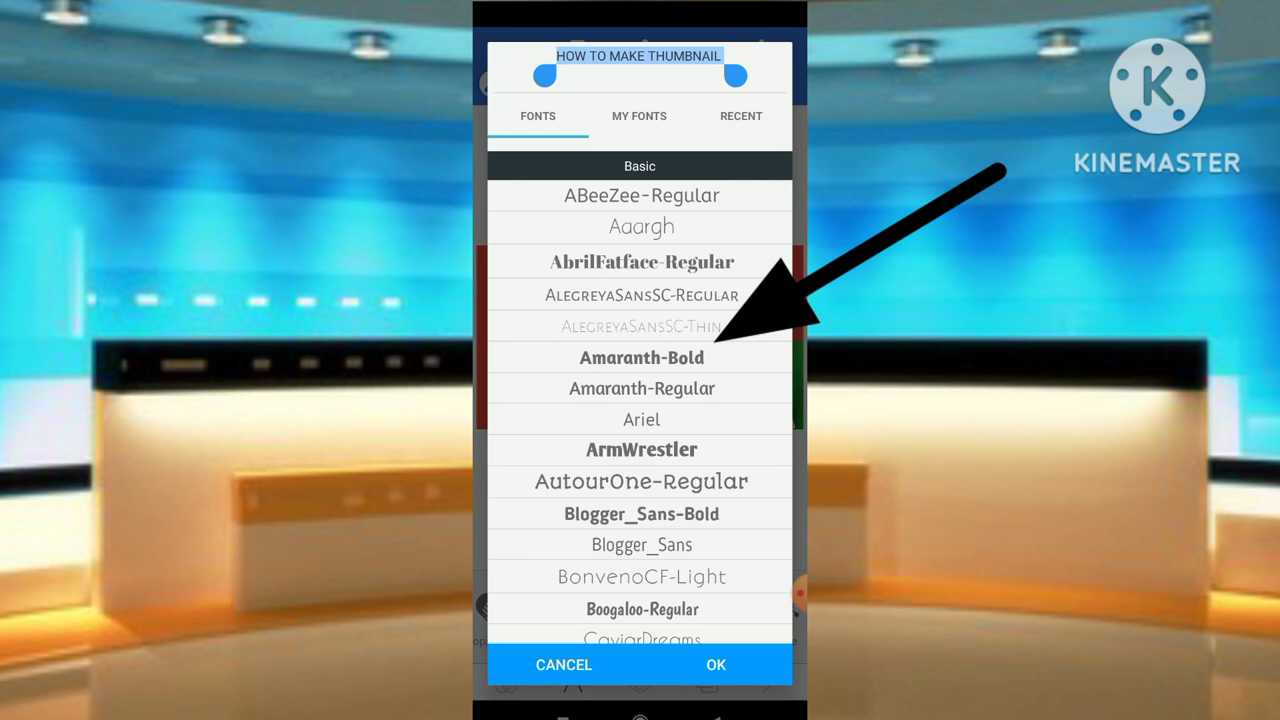 HOW TO MAKE THUMBNAIL
FONTS MY FONTS RECENT
Basic
ABeeZee-Regular
Aaargh
AbrilFatface-Regular
AlegreyaSansSC-Regular
AlegreyaSansSC-Thin
Amaranth-Bold
Amaranth-Regular
Ariel
ArmWrestler
AutourOne-Regular
Blogger_Sans-Bold
Blogger_Sans
BonvenoCF-Light
Boogaloo-Regular
CaviarDreams
CANCEL OK
K
KINEMASTER